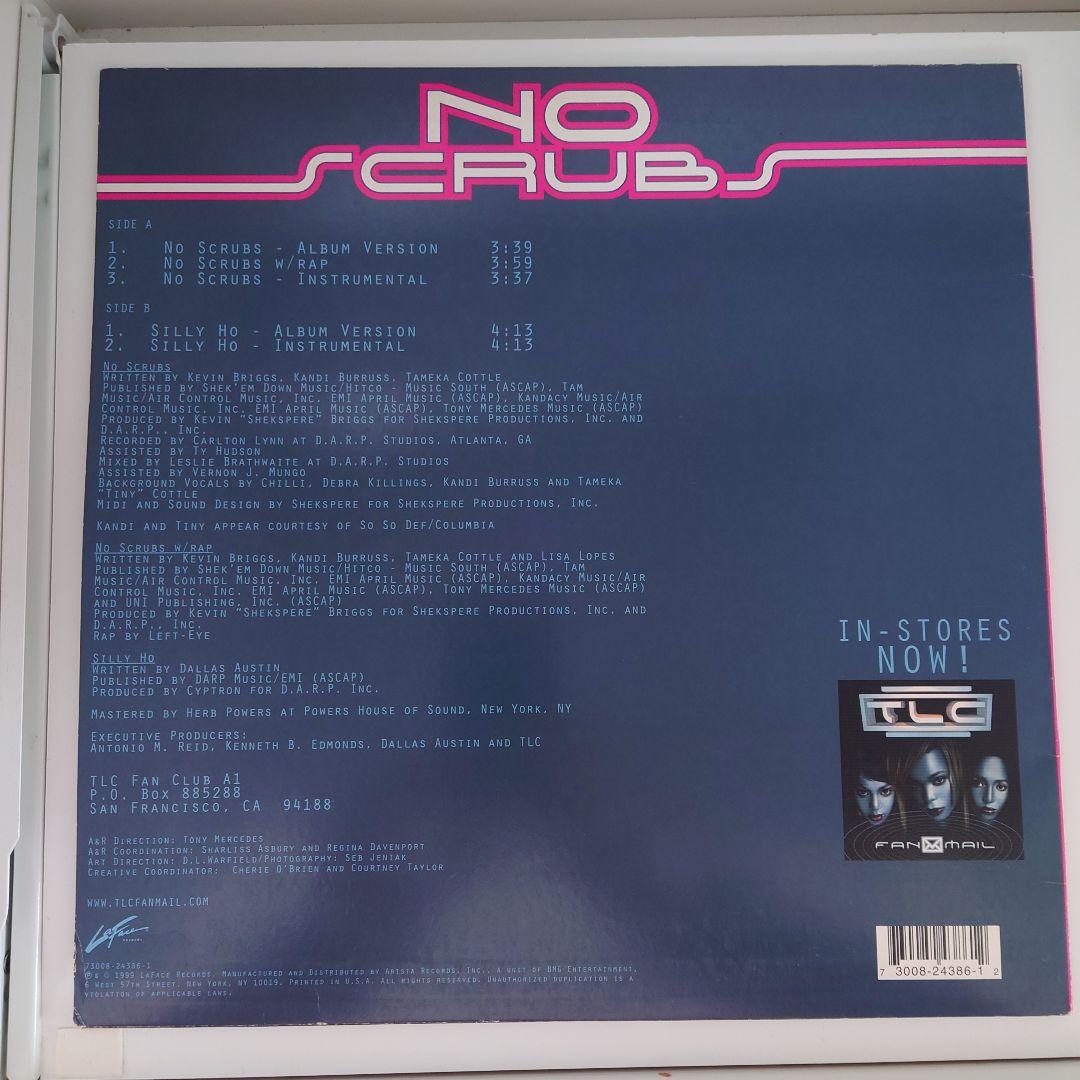 NO
SCRUBS
SIDE A
1. No Scrubs - Album Version 3:39
2. No Scrubs w/rap 3:59
3. No Scrubs - Instrumental 3:37
SIDE B
1. Silly Ho - Album Version 4:13
2. Silly Ho - Instrumental 4:13
No Scrubs
Written by Kevin Briggs, Kandi Burruss, Tameka Cottle
Published by Shek'em Down Music/Hitco - Music South (ASCAP), Tam
Music/Air Control Music, Inc. EMI April Music (ASCAP), Kandacy Music/Air
Control Music, Inc. EMI April Music (ASCAP), Tony Mercedes Music (ASCAP)
Produced by Kevin "Shekspere" Briggs for Shekspere Productions, Inc. and
D.A.R.P., Inc.
Recorded by Carlton Lynn at D.A.R.P. Studios, Atlanta, GA
Assisted by Ty Hudson
Mixed by Leslie Brathwaite at D.A.R.P. Studios
Assisted by Vernon J. Mungo
Background Vocals by Chilli, Debra Killings, Kandi Burruss and Tameka
"Tiny" Cottle
Midi and Sound Design by Shekspere for Shekspere Productions, Inc.
Kandi and Tiny appear courtesy of So So Def/Columbia
No Scrubs w/rap
Written by Kevin Briggs, Kandi Burruss, Tameka Cottle and Lisa Lopes
Published by Shek'em Down Music/Hitco - Music South (ASCAP), Tam
Music/Air Control Music, Inc. EMI April Music (ASCAP), Kandacy Music/Air
Control Music, Inc. EMI April Music (ASCAP), Tony Mercedes Music (ASCAP)
and UNI Publishing, Inc. (ASCAP)
Produced by Kevin "Shekspere" Briggs for Shekspere Productions, Inc. and
D.A.R.P., Inc.
Rap by Left-Eye
Silly Ho
Written by Dallas Austin
Published by DARP Music/EMI (ASCAP)
Produced by Cyptron for D.A.R.P. Inc.
Mastered by Herb Powers at Powers House of Sound, New York, NY
Executive Producers:
Antonio M. Reid, Kenneth B. Edmonds, Dallas Austin and TLC
TLC Fan Club A1
P.O. Box 885288
San Francisco, CA 94188
A&R Direction: Tony Mercedes
A&R Coordination: Sharliss Asbury and Regina Davenport
Art Direction: D.L.Warfield/Photography: Seb Jeniak
Creative Coordinator: Cherie O'Brien and Courtney Taylor
www.tlcfanmail.com
LaFace
RECORDS
73008-24386-1
℗& © 1999 LaFace Records. Manufactured and Distributed by Arista Records, Inc., a unit of BMG Entertainment,
6 West 57th Street, New York, NY 10019. Printed in U.S.A. All rights reserved. Unauthorized duplication is a
violation of applicable laws.
IN-STORES
NOW!
TLC
FANMAIL
7 73008-24386-1 2